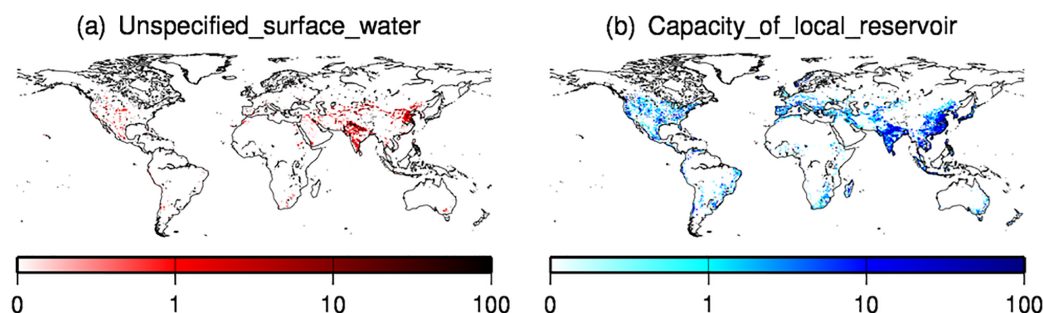 (a) Unspecified_surface_water
(b) Capacity_of_local_reservoir
0 1 10 100
0 1 10 100